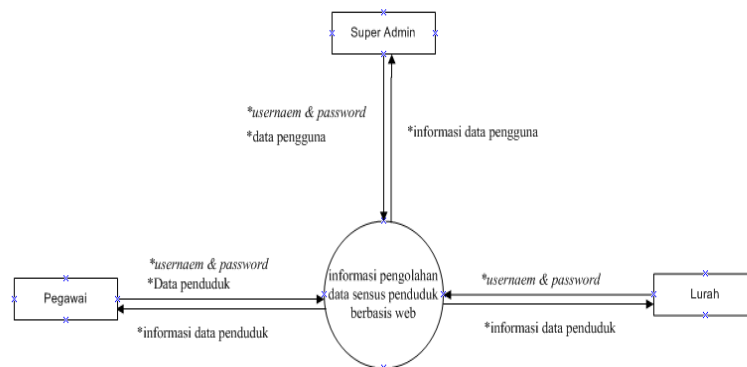 Super Admin
*usernaem & password
*data pengguna
*informasi data pengguna
*usernaem & password
*Data penduduk
Pegawai
*informasi data penduduk
informasi pengolahan
data sensus penduduk
berbasis web
*usernaem & password
Lurah
*informasi data penduduk